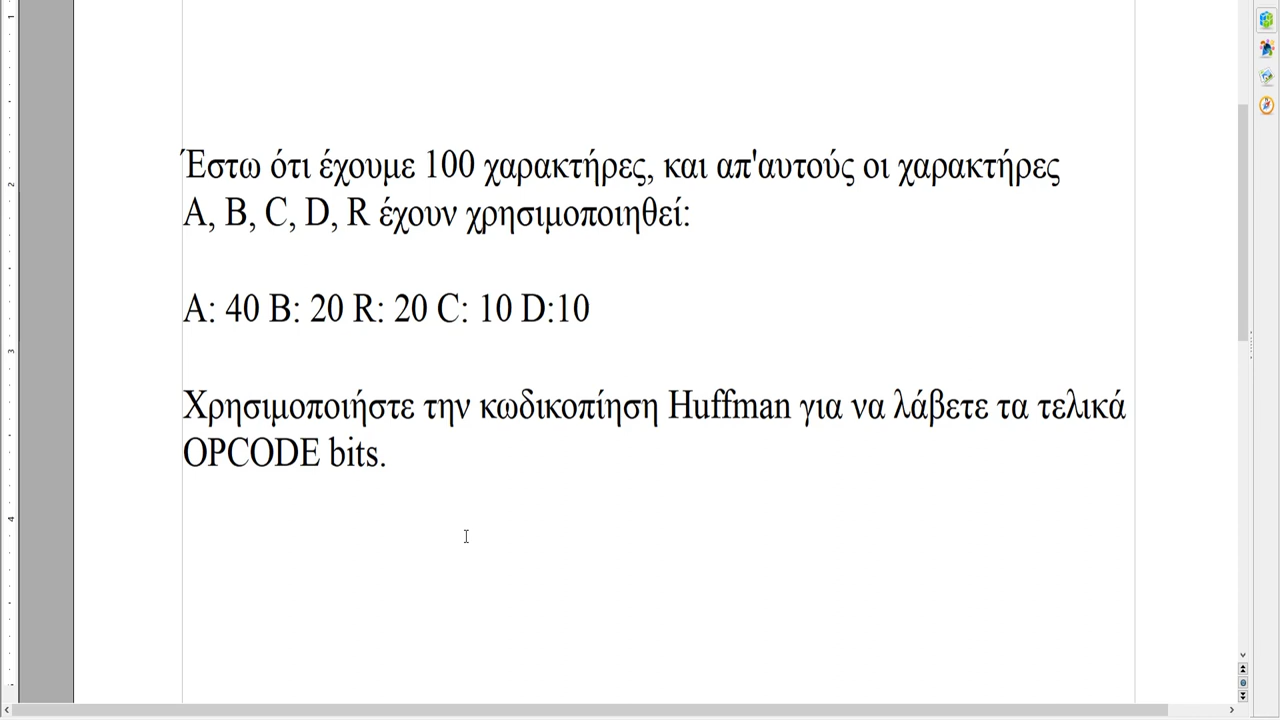 Έστω ότι έχουμε 100 χαρακτήρες, και απ'αυτούς οι χαρακτήρες
A, B, C, D, R έχουν χρησιμοποιηθεί:
A: 40 B: 20 R: 20 C: 10 D:10
Χρησιμοποιήστε την κωδικοπίηση Huffman για να λάβετε τα τελικά
OPCODE bits.